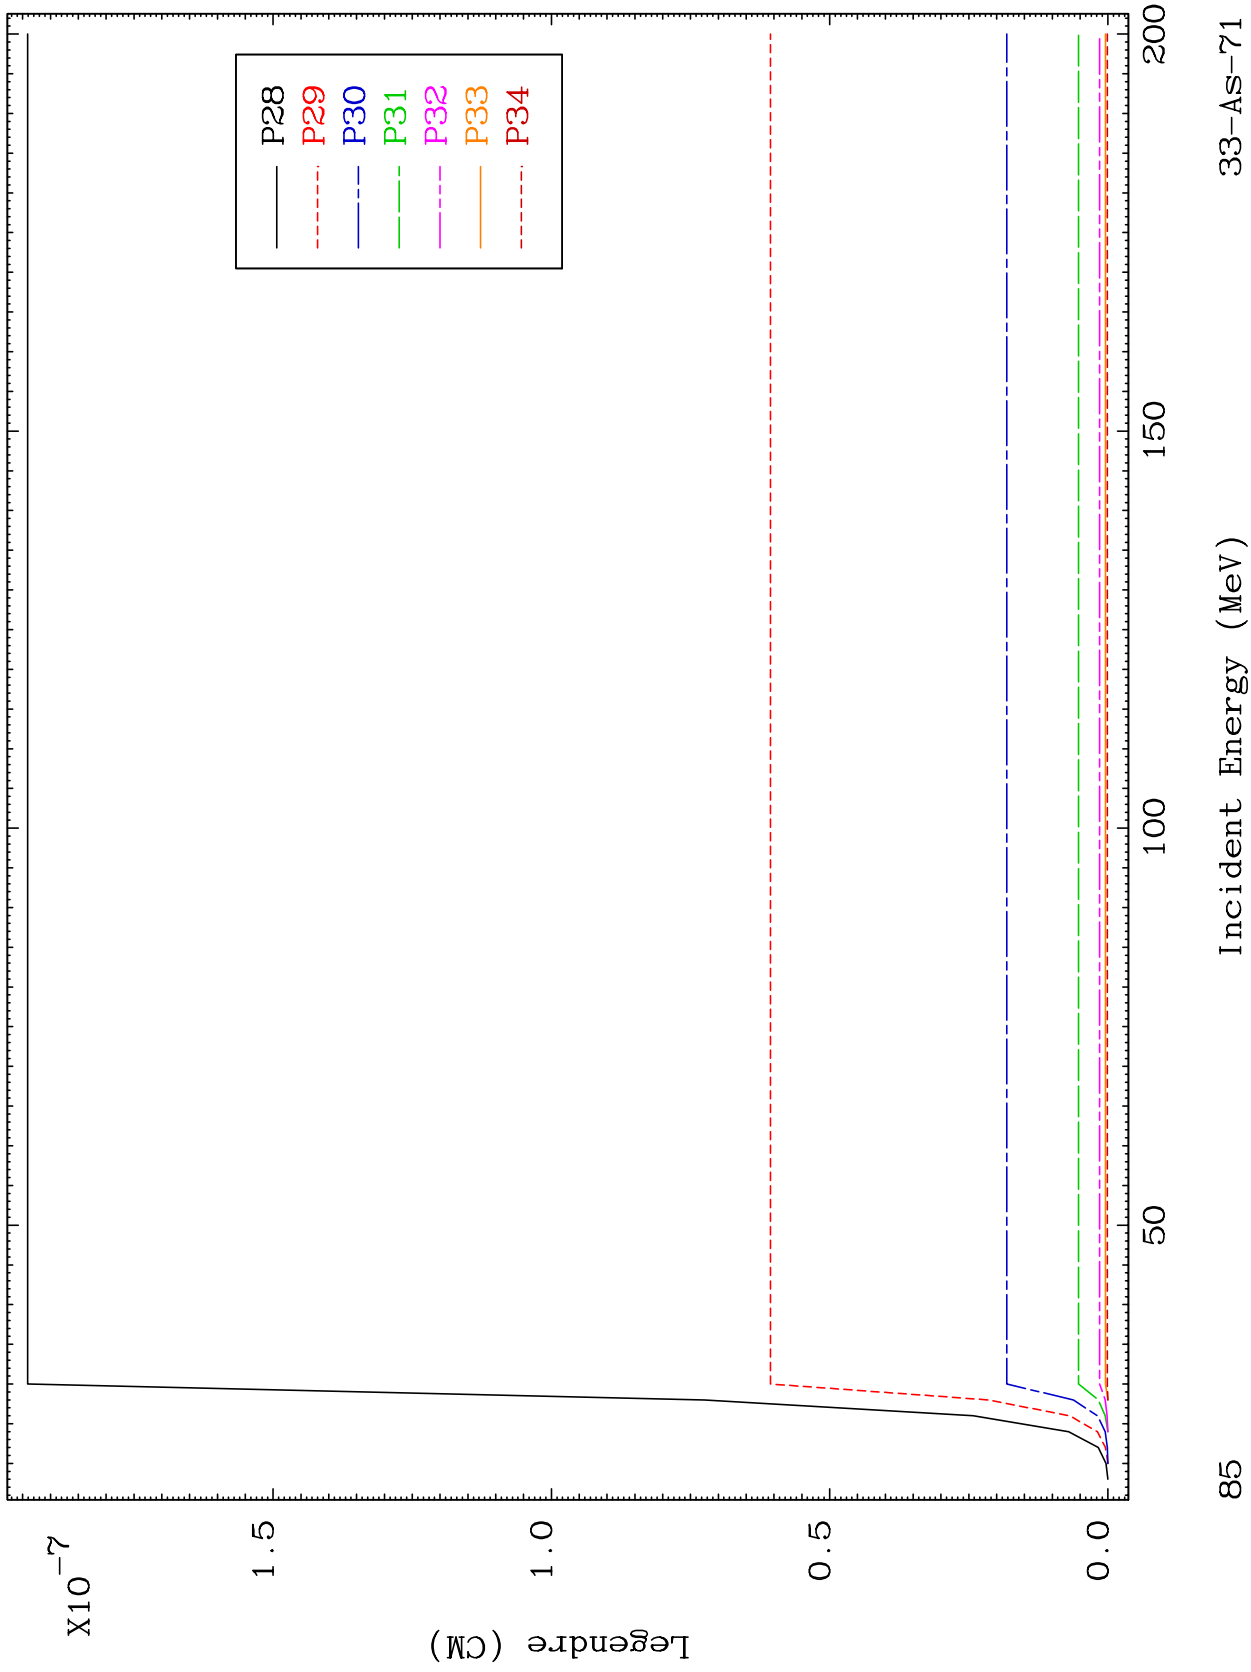 X10-7
Legendre (CM)
1.5
1.0
0.5
0.0
P28
P29
P30
P31
P32
P33
P34
50
100
150
200
85
Incident Energy (MeV)
33-As-71